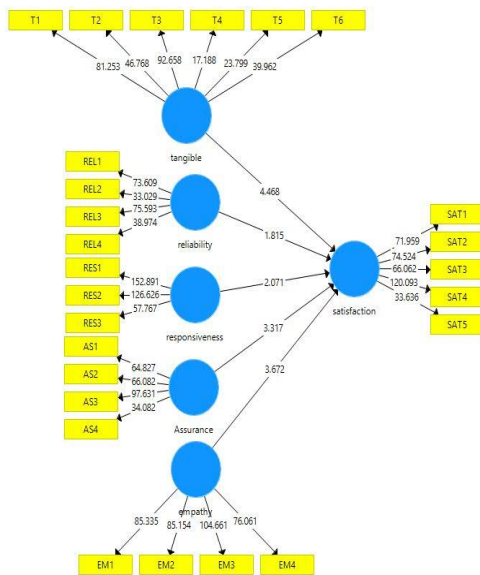 T1 T2 T3 T4 T5 T6
81.253 46.768 92.658 17.188 23.799 39.962
tangible
4.468
REL1
REL2
REL3
REL4
73.609
33.029
75.593
38.974
reliability
1.815
RES1
RES2
RES3
152.891
126.626
57.767
responsiveness
2.071
AS1
AS2
AS3
AS4
64.827
66.082
97.631
34.082
Assurance
3.317
empathy
3.672
85.335 85.154 104.661 76.061
EM1 EM2 EM3 EM4
satisfaction
71.959
74.524
66.062
120.093
33.636
SAT1
SAT2
SAT3
SAT4
SAT5